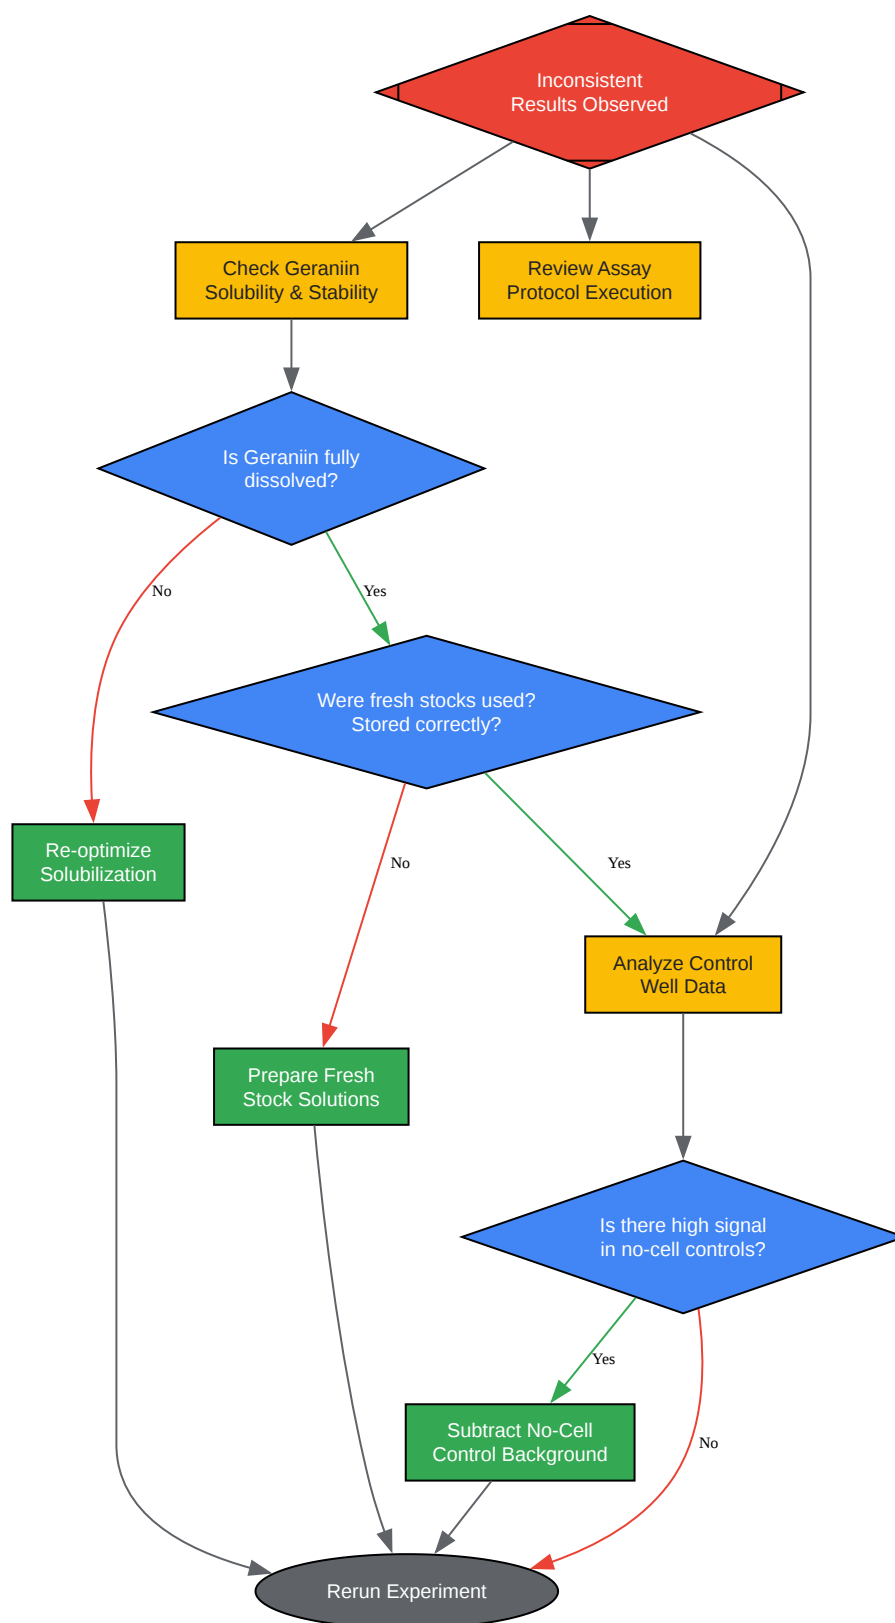 Inconsistent
Results Observed
Check Geraniin
Solubility & Stability
Review Assay
Protocol Execution
Is Geraniin fully
dissolved?
No
Yes
Were fresh stocks used?
Stored correctly?
Re-optimize
Solubilization
No
Yes
Analyze Control
Well Data
Prepare Fresh
Stock Solutions
Is there high signal
in no-cell controls?
Yes
Subtract No-Cell
Control Background
No
Rerun Experiment